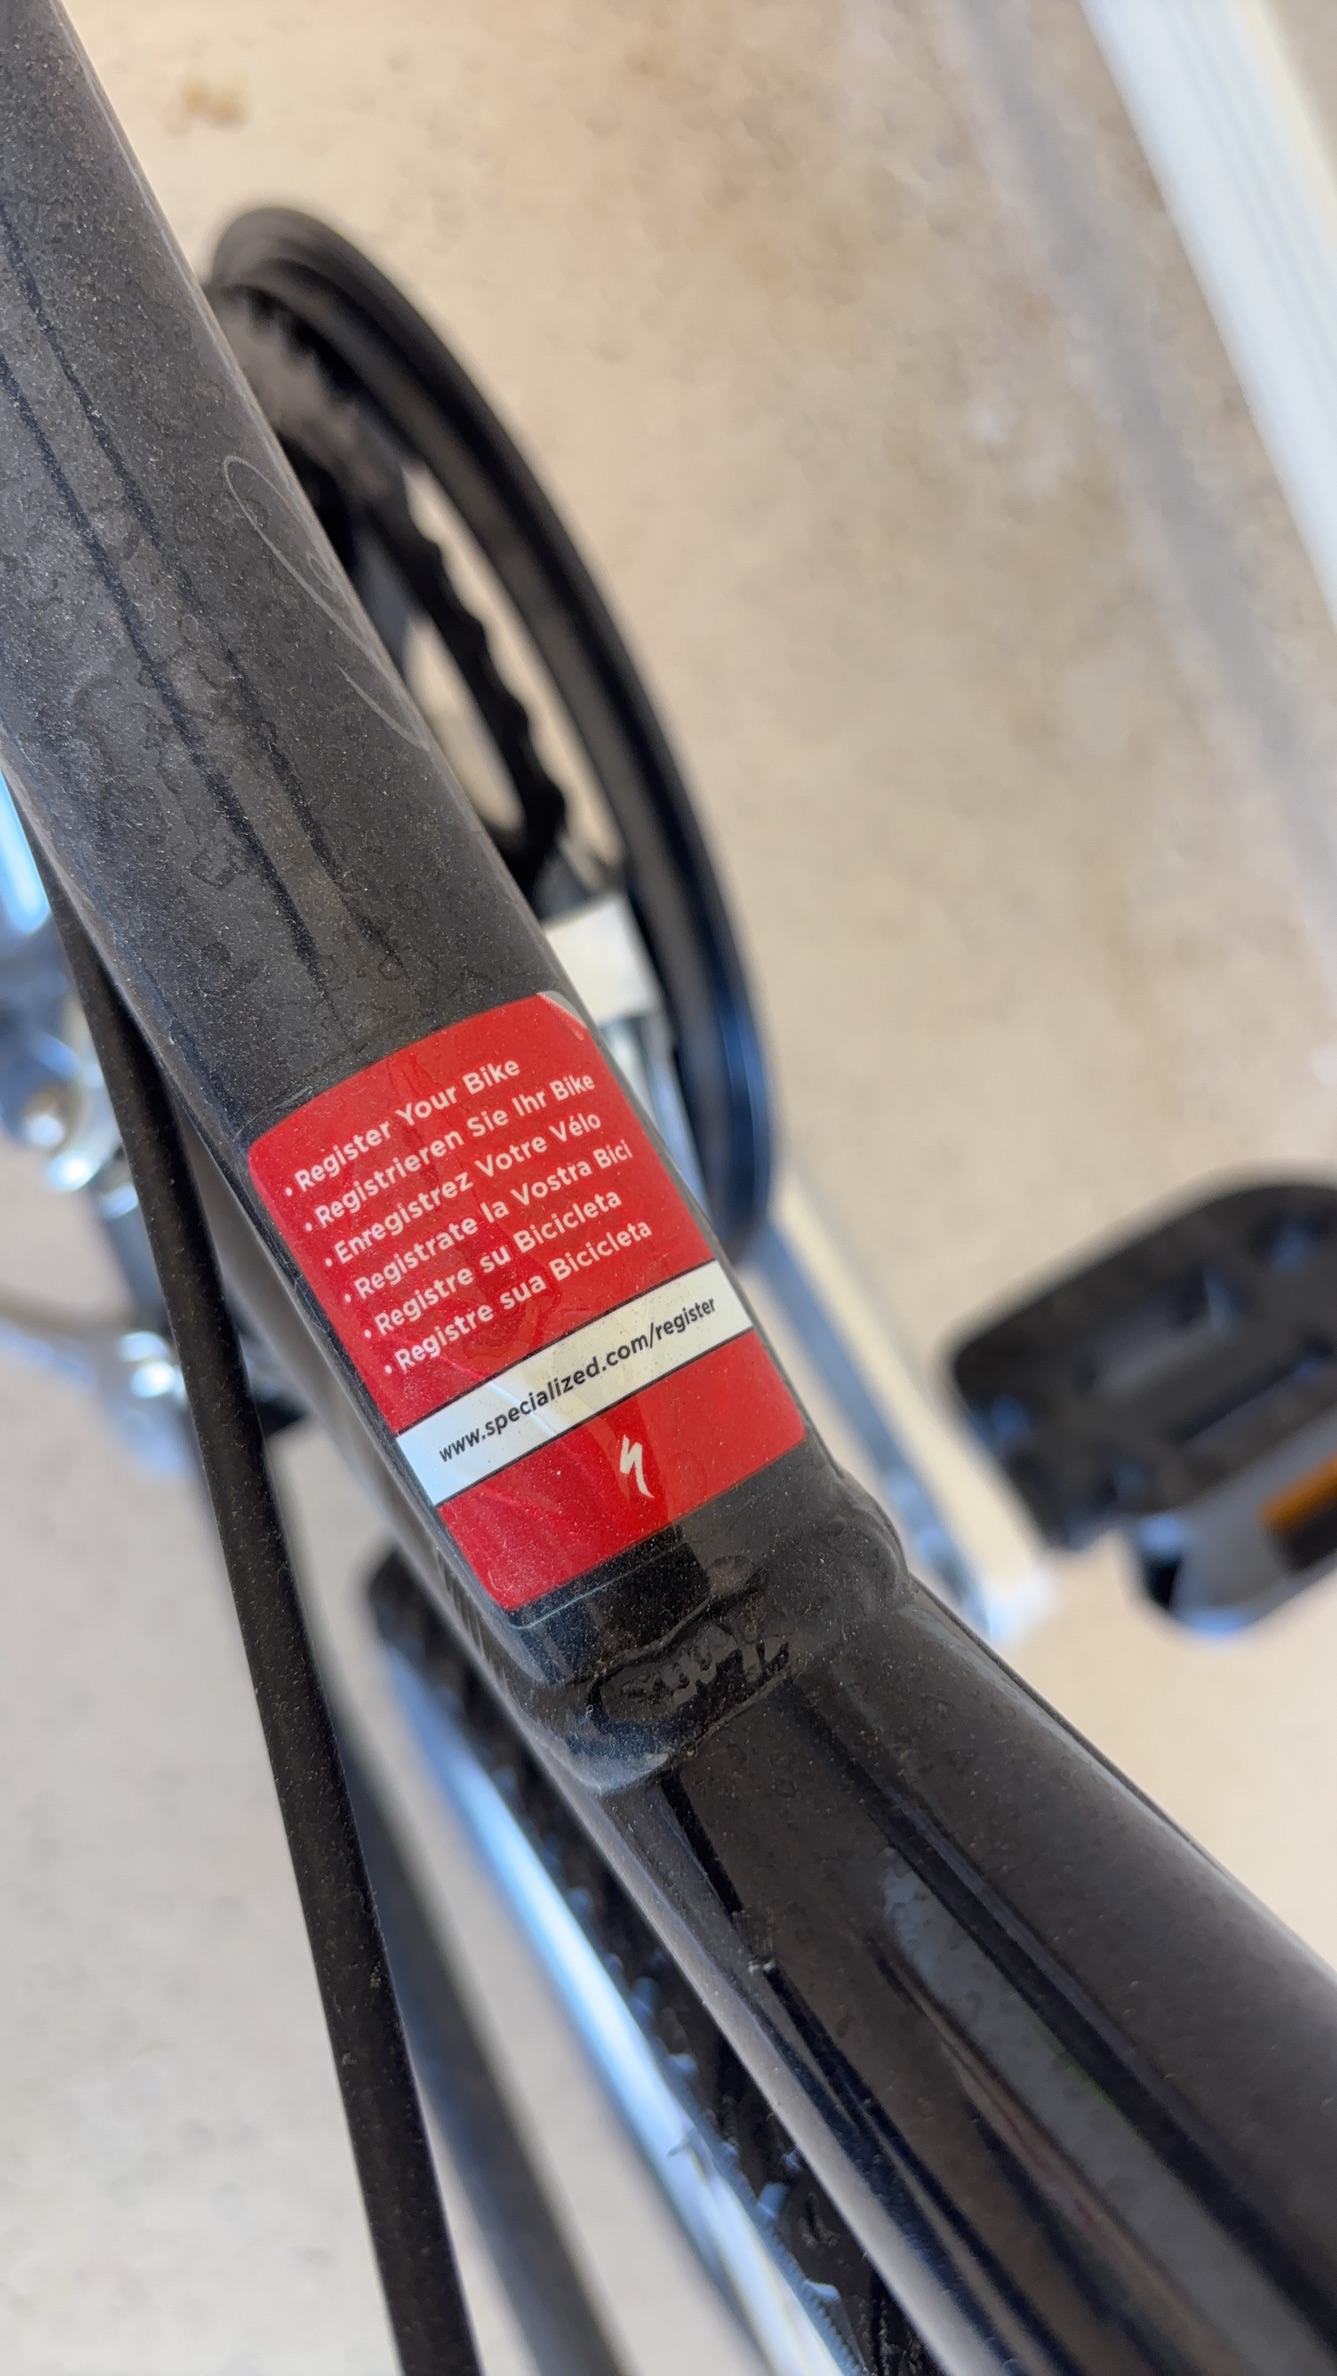 • Register Your Bike
• Registrieren Sie Ihr Bike
• Enregistrez Votre Vélo
• Registrate la Vostra Bici
• Registre su Bicicleta
• Registre sua Bicicleta
www.specialized.com/register